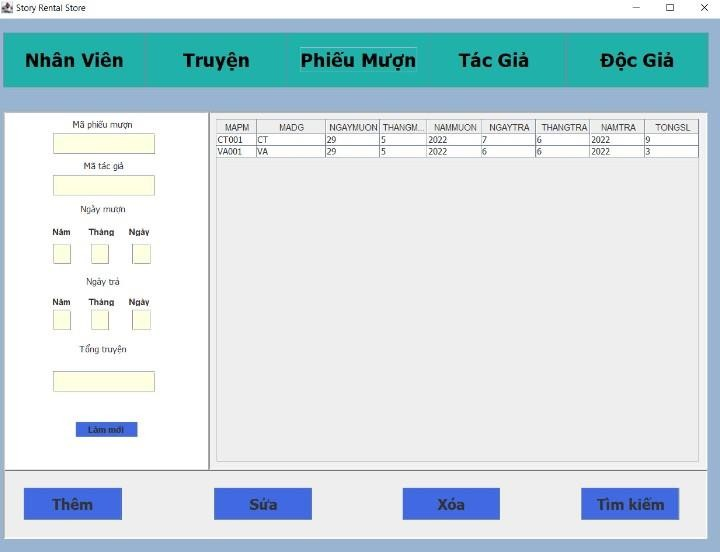 Story Rental Store
Nhân Viên Truyện Phiếu Mượn Tác Giả Độc Giả
Mã phiếu mượn
Mã tác giả
Ngày mượn
Năm Tháng Ngày
Ngày trả
Năm Tháng Ngày
Tổng truyện
Làm mới
MAPM MADG NGAYMUON THANGM... NAMMUON NGAYTRA THANGTRA NAMTRA TONGSL
CT001 CT 29 5 2022 7 6 2022 9
VA001 VA 29 5 2022 6 6 2022 3
Thêm Sửa Xóa Tìm kiếm